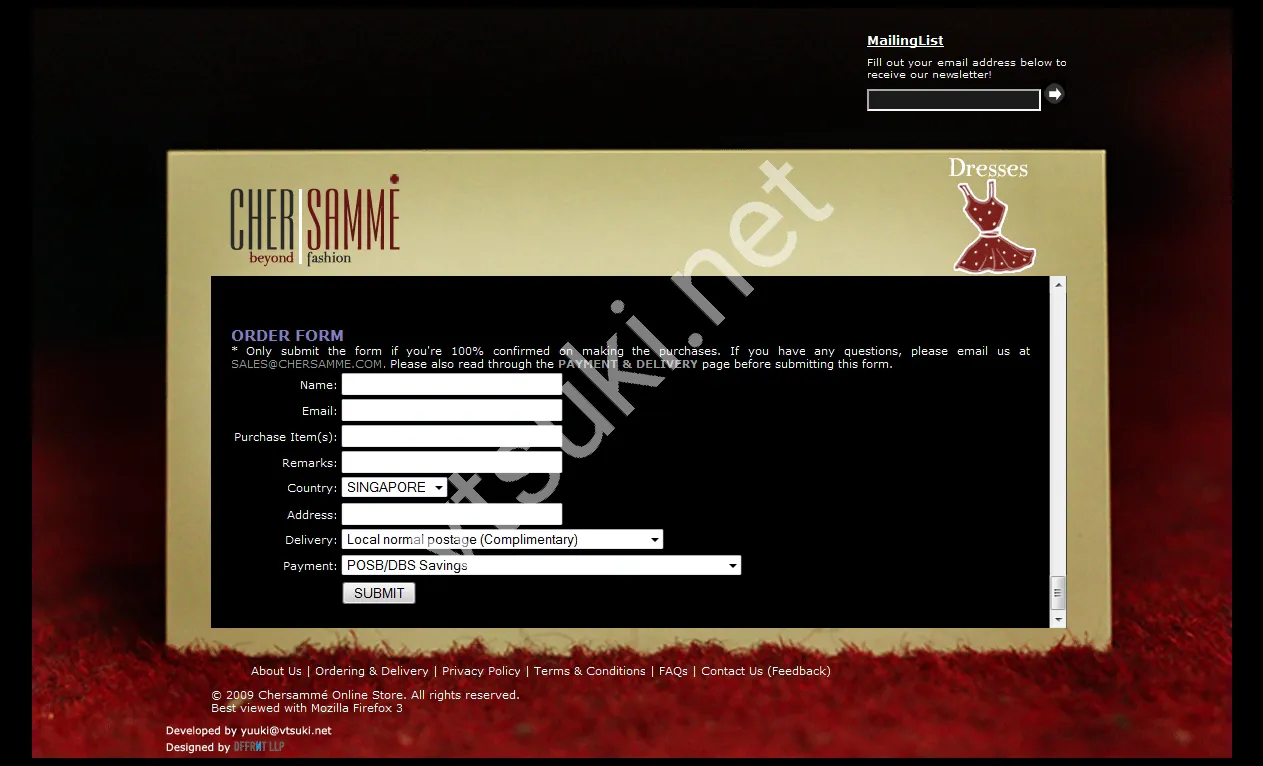 MailingList
Fill out your email address below to
receive our newsletter!
Dresses
CHER SAMMÉ
beyond fashion
ORDER FORM
* Only submit the form if you're 100% confirmed on making the purchases. If you have any questions, please email us at
SALES@CHERSAMME.COM. Please also read through the PAYMENT & DELIVERY page before submitting this form.
Name:
Email:
Purchase Item(s):
Remarks:
Country: SINGAPORE
Address:
Delivery: Local normal postage (Complimentary)
Payment: POSB/DBS Savings
SUBMIT
vtsuki.net
About Us | Ordering & Delivery | Privacy Policy | Terms & Conditions | FAQs | Contact Us (Feedback)
© 2009 Chersammé Online Store. All rights reserved.
Best viewed with Mozilla Firefox 3
Developed by yuuki@vtsuki.net
Designed by DFFRNT LLP